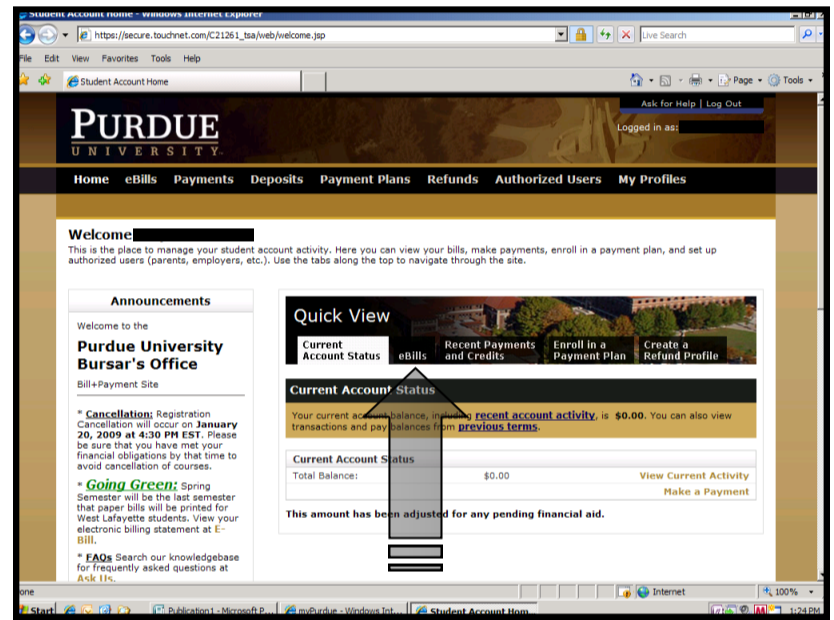 Student Account Home - Windows Internet Explorer
https://secure.touchnet.com/C21261_tsa/web/welcome.jsp
Live Search
File Edit View Favorites Tools Help
Student Account Home
Page Tools
Ask for Help | Log Out
PURDUE
UNIVERSITY
Logged in as:
Home eBills Payments Deposits Payment Plans Refunds Authorized Users My Profiles
Welcome
This is the place to manage your student account activity. Here you can view your bills, make payments, enroll in a payment plan, and set up
authorized users (parents, employers, etc.). Use the tabs along the top to navigate through the site.
Announcements
Welcome to the
Purdue University
Bursar's Office
Bill+Payment Site
* Cancellation: Registration
Cancellation will occur on January
20, 2009 at 4:30 PM EST. Please
be sure that you have met your
financial obligations by that time to
avoid cancellation of courses.
* Going Green: Spring
Semester will be the last semester
that paper bills will be printed for
West Lafayette students. View your
electronic billing statement at E-
Bill.
* FAQs Search our knowledgebase
for frequently asked questions at
Ask Us.
Quick View
Current
Account Status
eBills
Recent Payments
and Credits
Enroll in a
Payment Plan
Create a
Refund Profile
Current Account Status
Your current account balance, including recent account activity, is $0.00. You can also view
transactions and pay balances from previous terms.
Current Account Status
Total Balance: $0.00 View Current Activity
Make a Payment
This amount has been adjusted for any pending financial aid.
Internet 100%
Start Publication1 - Microsoft P... myPurdue - Windows Int... Student Account Hom... 1:24 PM